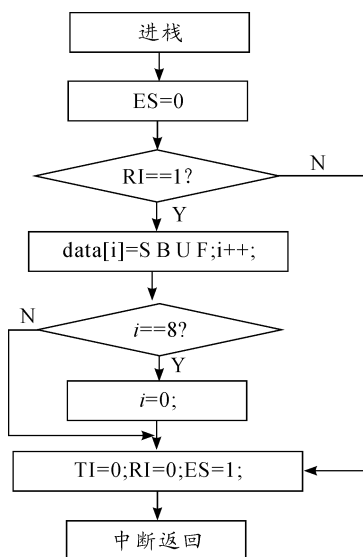 进栈
ES=0
RI==1?
N
Y
data[i]=S B U F;i++;
N
i==8?
Y
i=0;
TI=0;RI=0;ES=1;
中断返回